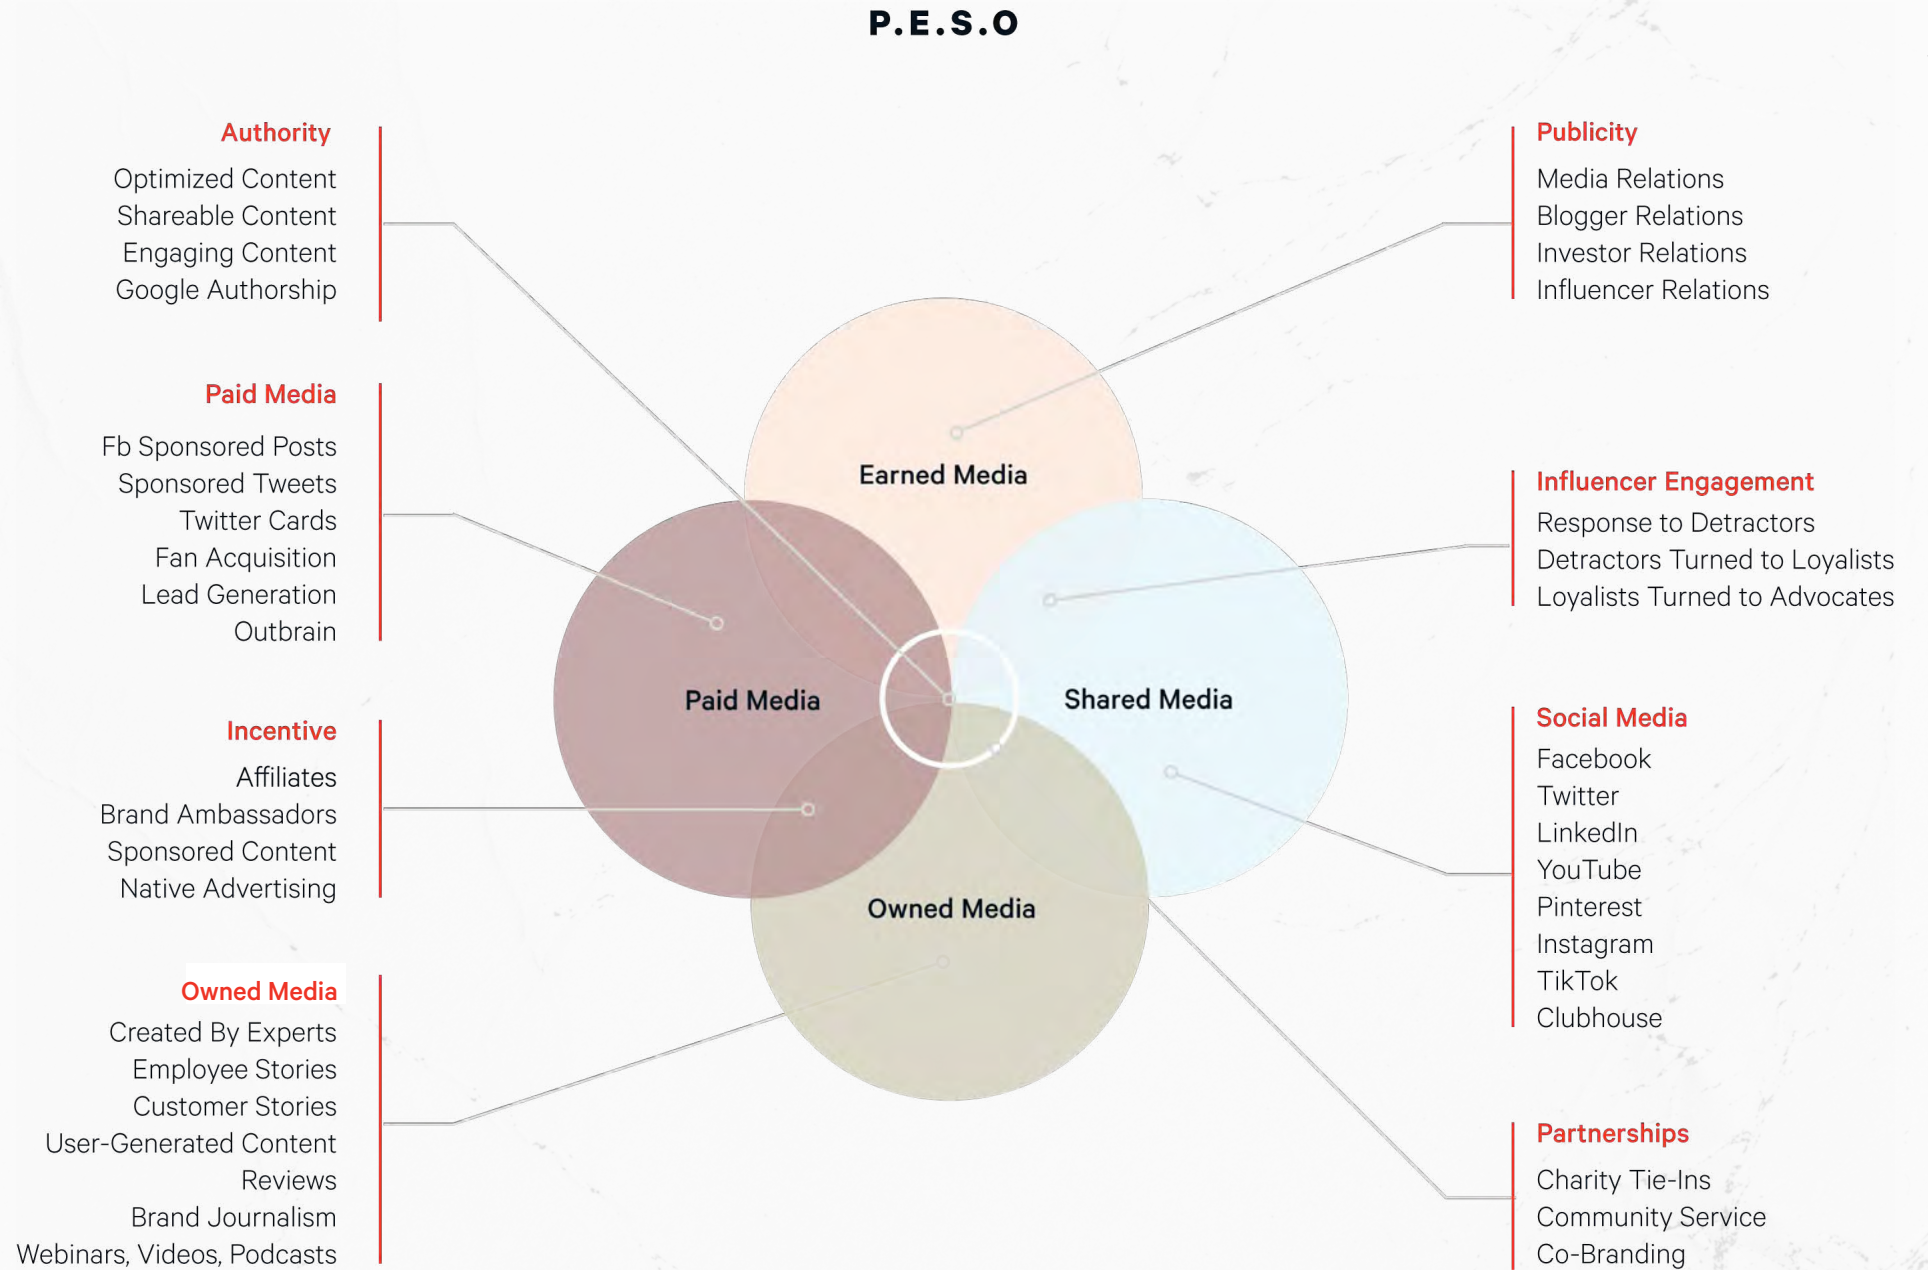 P.E.S.O
Authority
Optimized Content
Shareable Content
Engaging Content
Google Authorship
Paid Media
Fb Sponsored Posts
Sponsored Tweets
Twitter Cards
Fan Acquisition
Lead Generation
Outbrain
Incentive
Affiliates
Brand Ambassadors
Sponsored Content
Native Advertising
Owned Media
Created By Experts
Employee Stories
Customer Stories
User-Generated Content
Reviews
Brand Journalism
Webinars, Videos, Podcasts
Earned Media
Paid Media
Shared Media
Owned Media
Publicity
Media Relations
Blogger Relations
Investor Relations
Influencer Relations
Influencer Engagement
Response to Detractors
Detractors Turned to Loyalists
Loyalists Turned to Advocates
Social Media
Facebook
Twitter
LinkedIn
YouTube
Pinterest
Instagram
TikTok
Clubhouse
Partnerships
Charity Tie-Ins
Community Service
Co-Branding